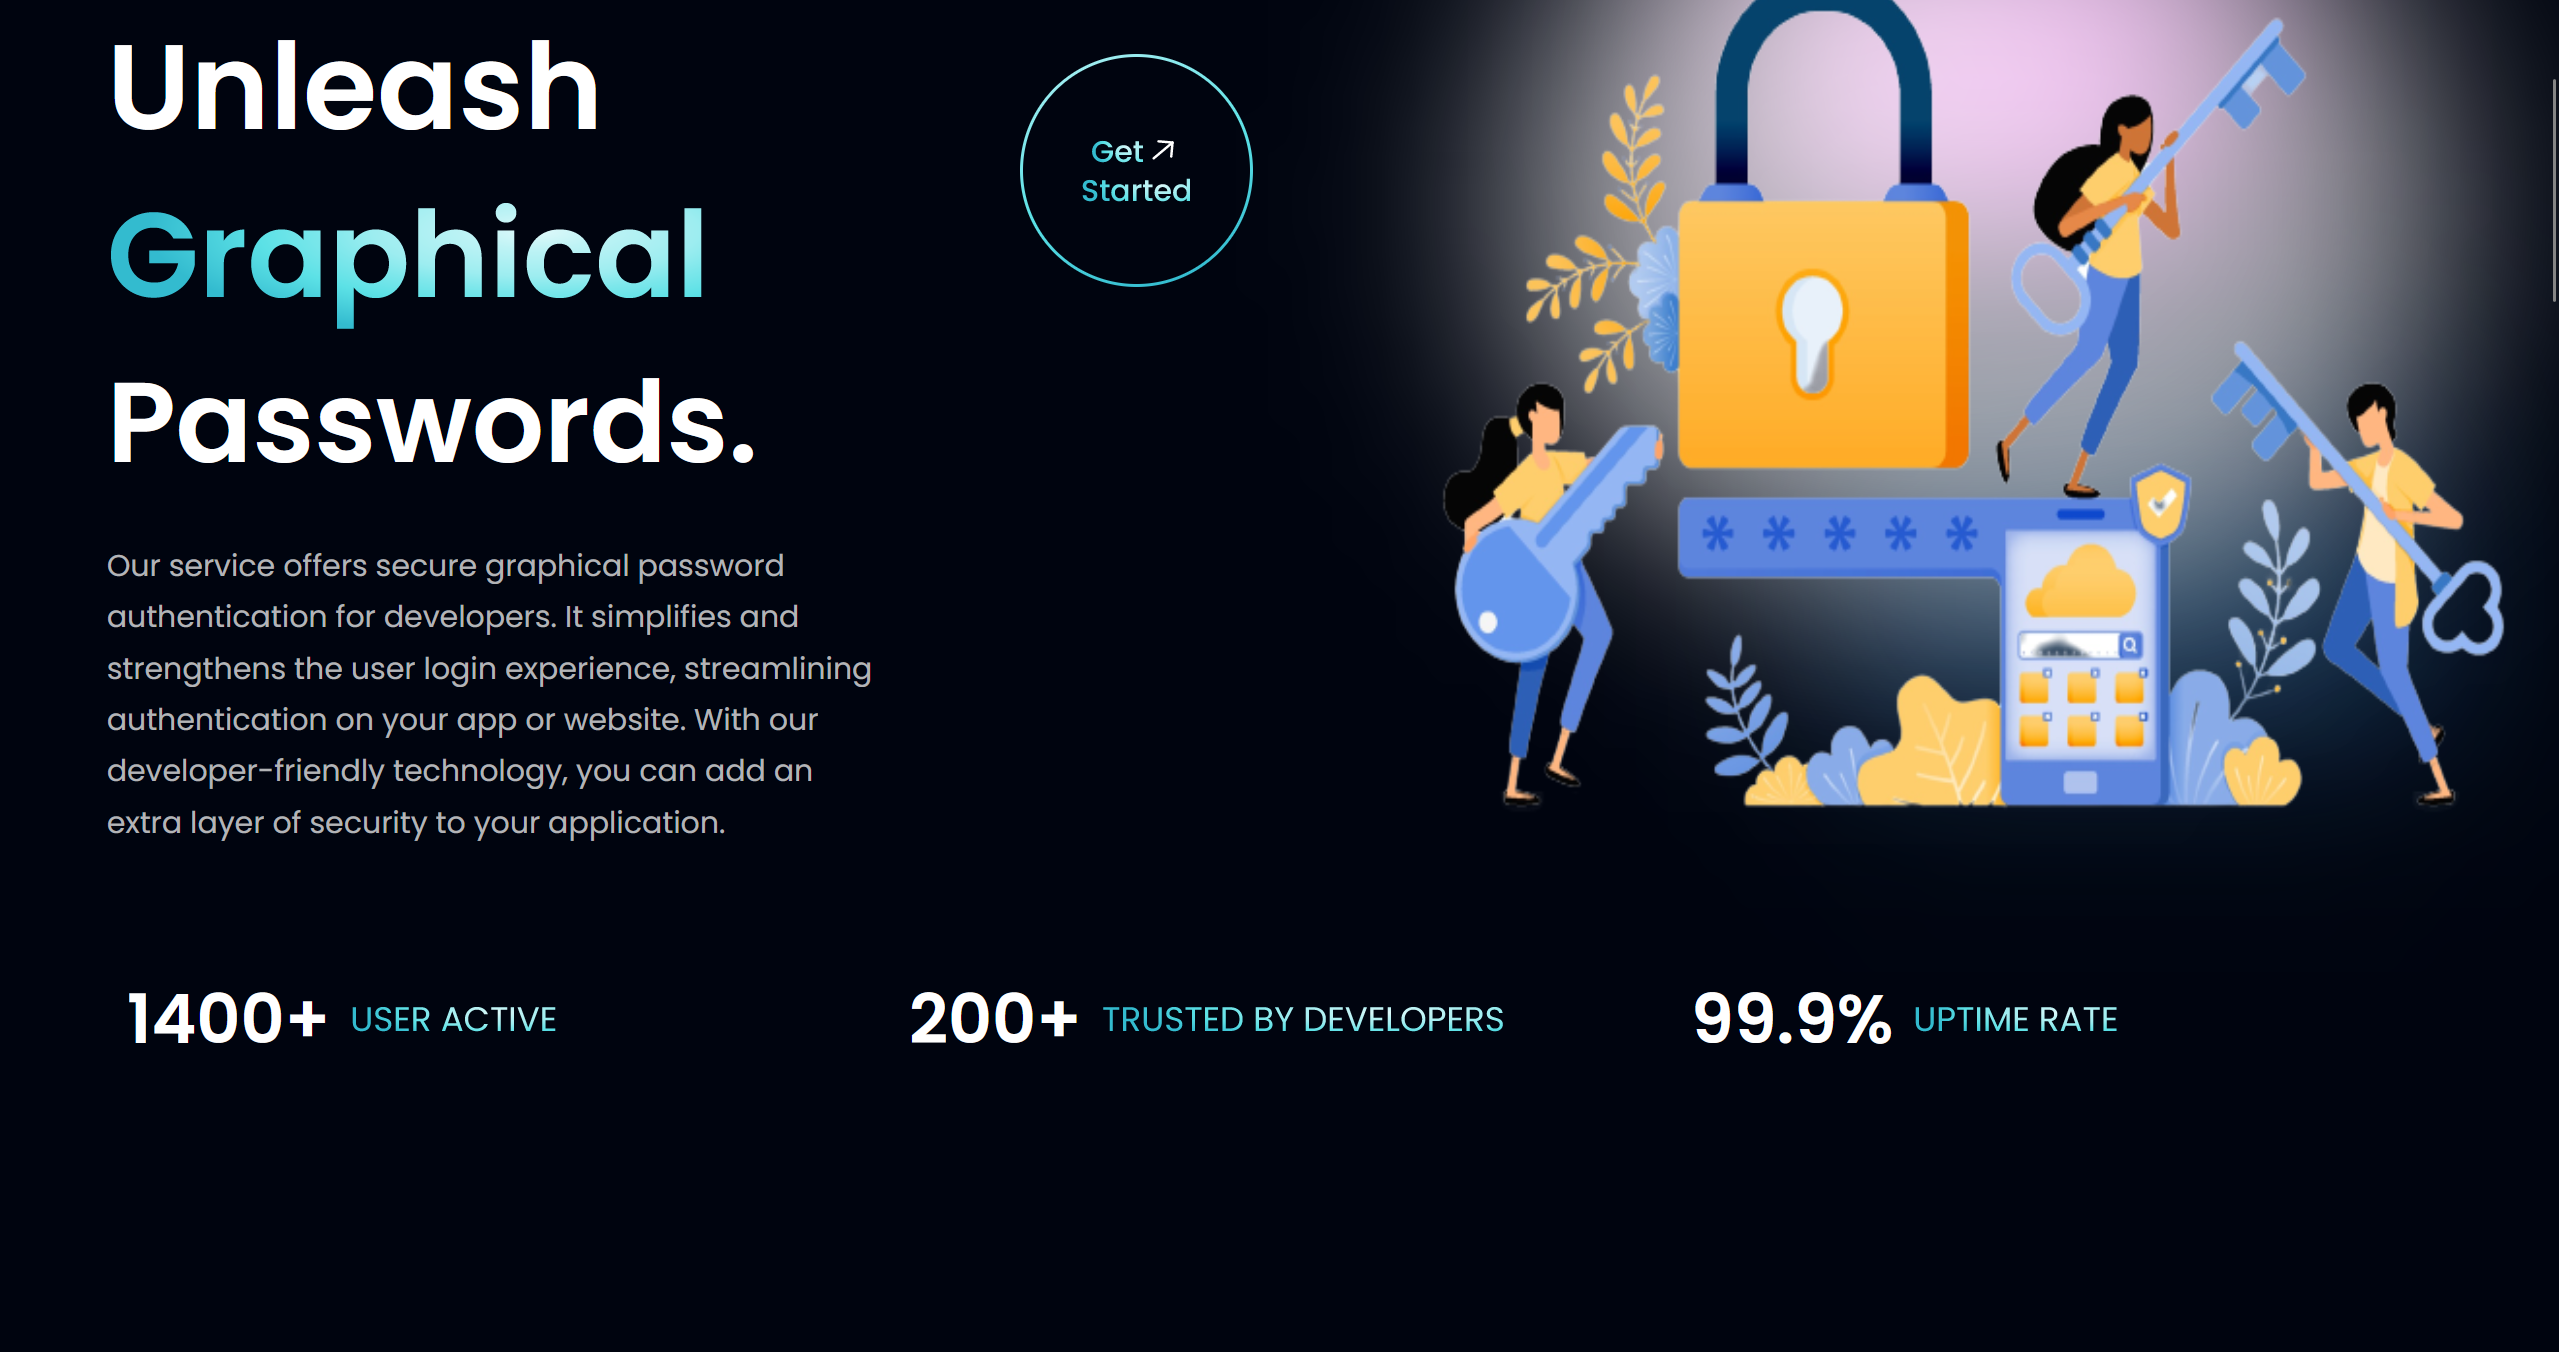 Unleash
Graphical
Passwords.
Get
Started
Our service offers secure graphical password
authentication for developers. It simplifies and
strengthens the user login experience, streamlining
authentication on your app or website. With our
developer-friendly technology, you can add an
extra layer of security to your application.
* * * * *
1400+ USER ACTIVE
200+ TRUSTED BY DEVELOPERS
99.9% UPTIME RATE